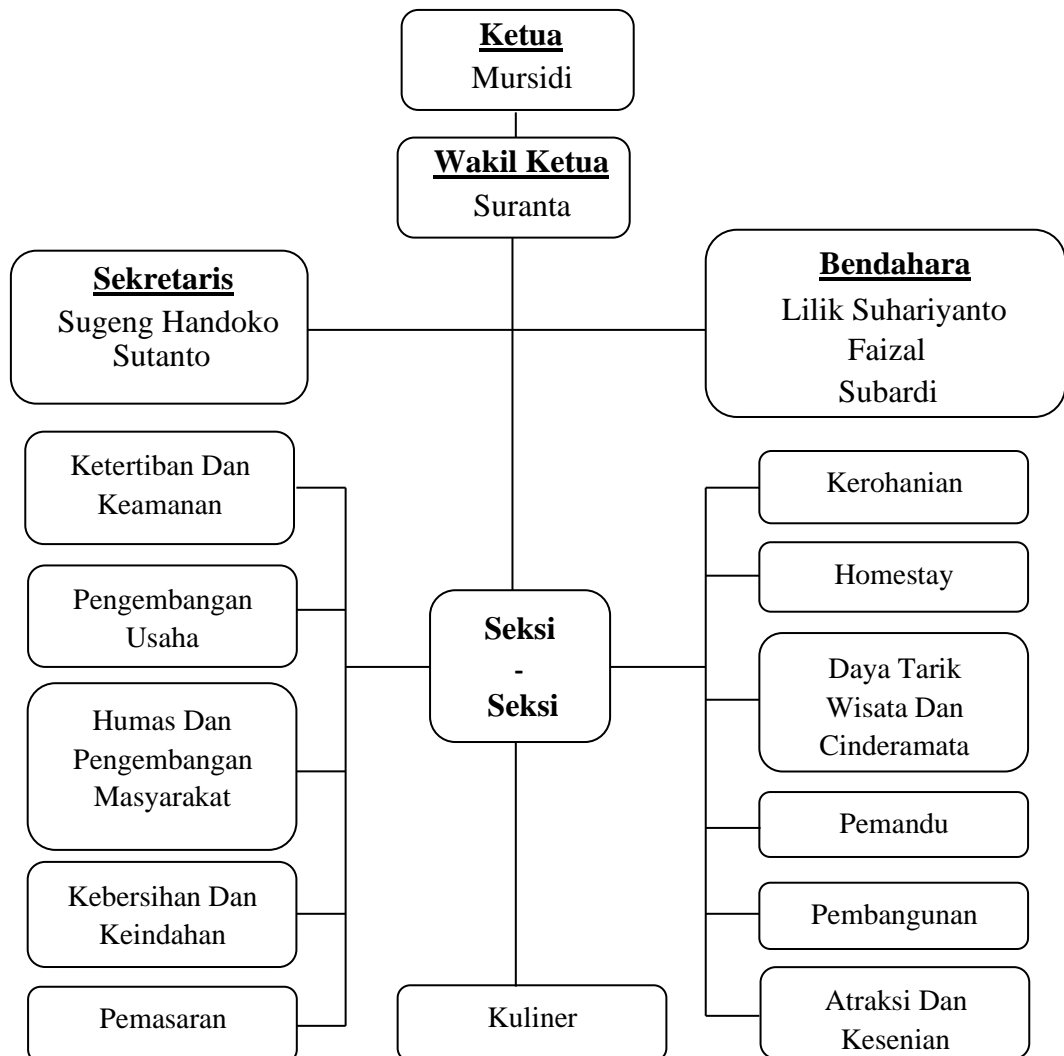 Ketua
Mursidi
Wakil Ketua
Suranta
Sekretaris
Sugeng Handoko
Sutanto
Bendahara
Lilik Suhariyanto
Faizal
Subardi
Ketertiban Dan
Keamanan
Pengembangan
Usaha
Humas Dan
Pengembangan
Masyarakat
Kebersihan Dan
Keindahan
Pemasaran
Seksi
-
Seksi
Kuliner
Kerohanian
Homestay
Daya Tarik
Wisata Dan
Cinderamata
Pemandu
Pembangunan
Atraksi Dan
Kesenian